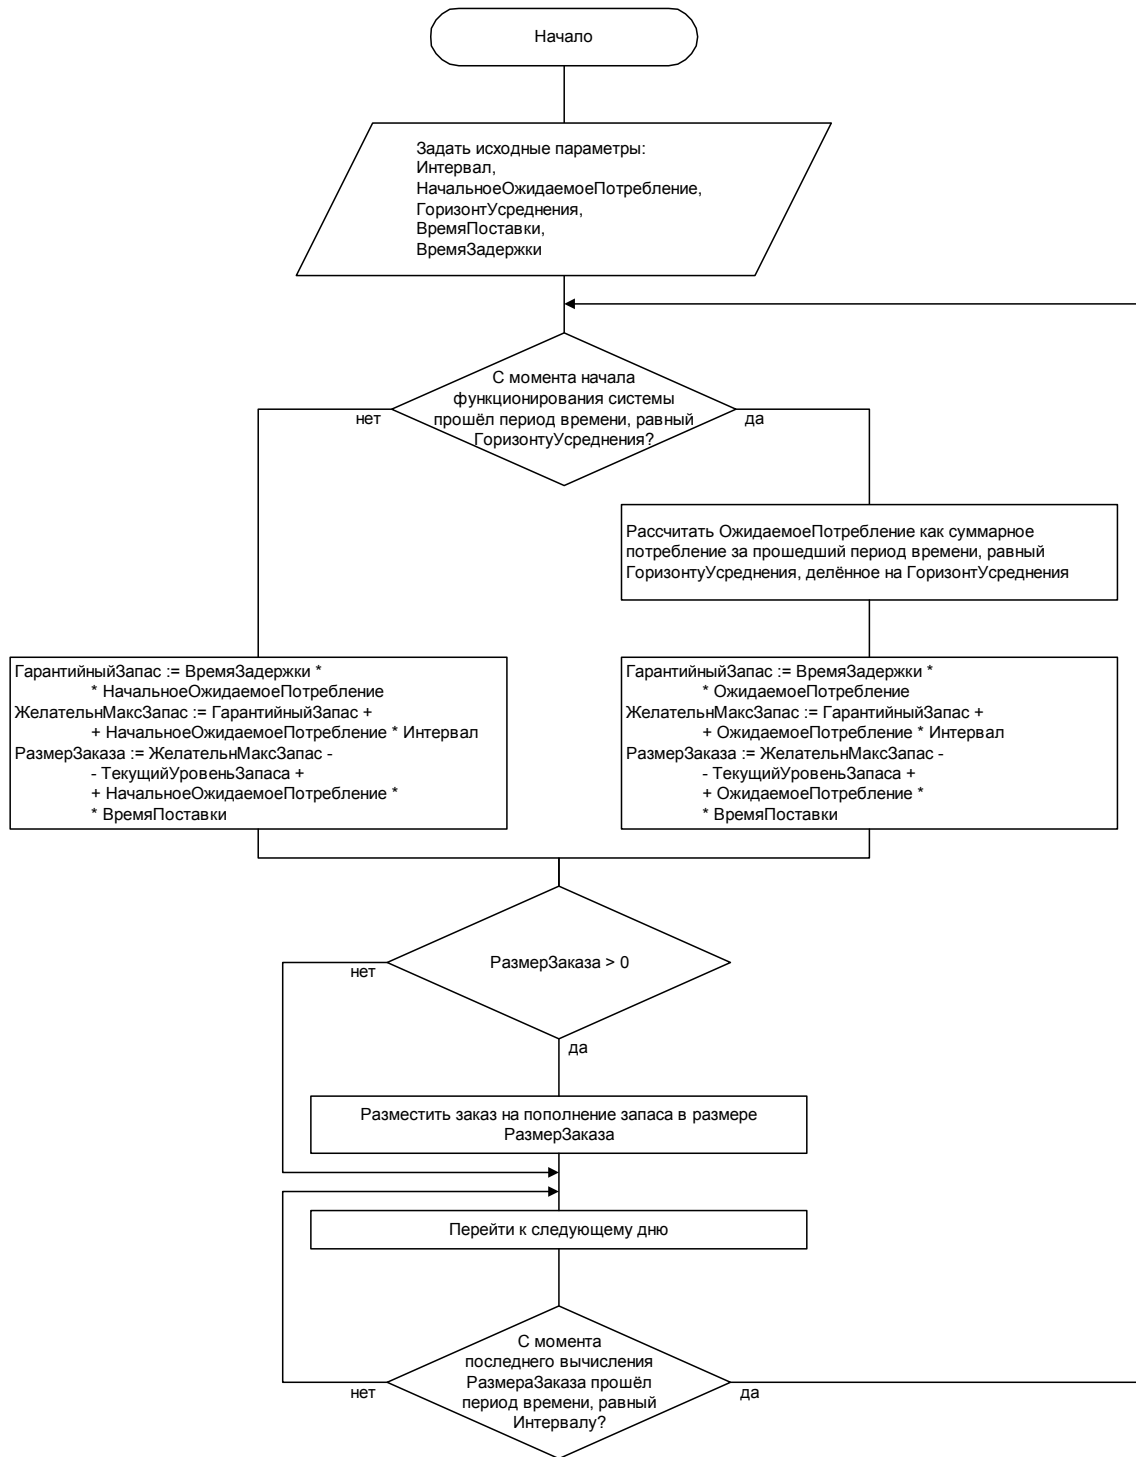 Начало
Задать исходные параметры:
Интервал,
НачальноеОжидаемоеПотребление,
ГоризонтУсреднения,
ВремяПоставки,
ВремяЗадержки
С момента начала
функционирования системы
прошёл период времени, равный
ГоризонтуУсреднения?
нет
да
Рассчитать ОжидаемоеПотребление как суммарное
потребление за прошедший период времени, равный
ГоризонтуУсреднения, делённое на ГоризонтУсреднения
ГарантийныйЗапас := ВремяЗадержки *
* НачальноеОжидаемоеПотребление
ЖелательнМаксЗапас := ГарантийныйЗапас +
+ НачальноеОжидаемоеПотребление * Интервал
РазмерЗаказа := ЖелательнМаксЗапас -
- ТекущийУровеньЗапаса +
+ НачальноеОжидаемоеПотребление *
* ВремяПоставки
ГарантийныйЗапас := ВремяЗадержки *
* ОжидаемоеПотребление
ЖелательнМаксЗапас := ГарантийныйЗапас +
+ ОжидаемоеПотребление * Интервал
РазмерЗаказа := ЖелательнМаксЗапас -
- ТекущийУровеньЗапаса +
+ ОжидаемоеПотребление *
* ВремяПоставки
РазмерЗаказа > 0
нет
да
Разместить заказ на пополнение запаса в размере
РазмерЗаказа
Перейти к следующему дню
С момента
последнего вычисления
РазмераЗаказа прошёл
период времени, равный
Интервалу?
нет
да